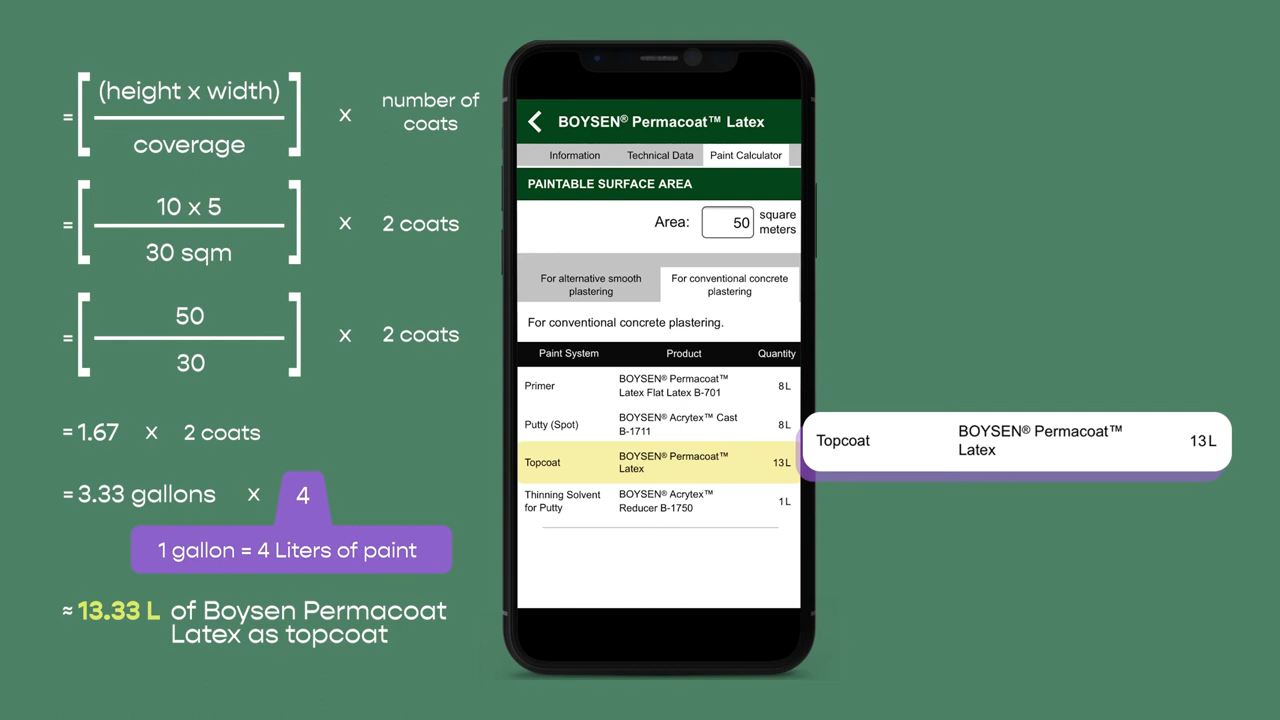 = [ (height x width) / coverage ] x number of coats
= [ 10 x 5 / 30 sqm ] x 2 coats
= [ 50 / 30 ] x 2 coats
= 1.67 x 2 coats
= 3.33 gallons x 4
1 gallon = 4 Liters of paint
≈ 13.33 L of Boysen Permacoat
Latex as topcoat
BOYSEN® Permacoat™ Latex
Information Technical Data Paint Calculator
PAINTABLE SURFACE AREA
Area: 50 square meters
For alternative smooth
plastering
For conventional concrete
plastering
For conventional concrete plastering.
Paint System Product Quantity
Primer BOYSEN® Permacoat™ Latex Flat Latex B-701 8 L
Putty (Spot) BOYSEN® Acrytex™ Cast B-1711 8 L
Topcoat BOYSEN® Permacoat™ Latex 13 L
Thinning Solvent for Putty BOYSEN® Acrytex™ Reducer B-1750 1 L
Topcoat BOYSEN® Permacoat™ Latex 13 L